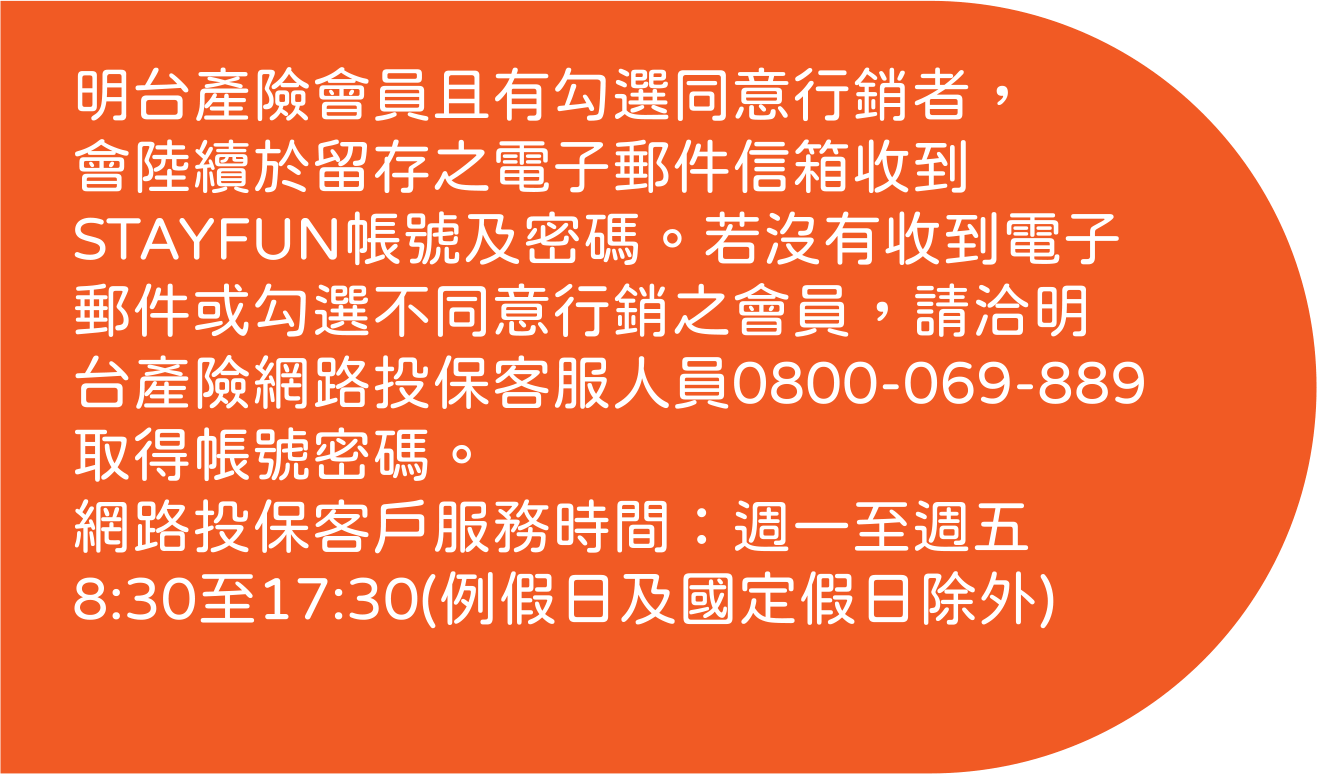 明台產險會員且有勾選同意行銷者，
會陸續於留存之電子郵件信箱收到
STAYFUN帳號及密碼。若沒有收到電子
郵件或勾選不同意行銷之會員，請洽明
台產險網路投保客服人員0800-069-889
取得帳號密碼。
網路投保客戶服務時間：週一至週五
8:30至17:30(例假日及國定假日除外)